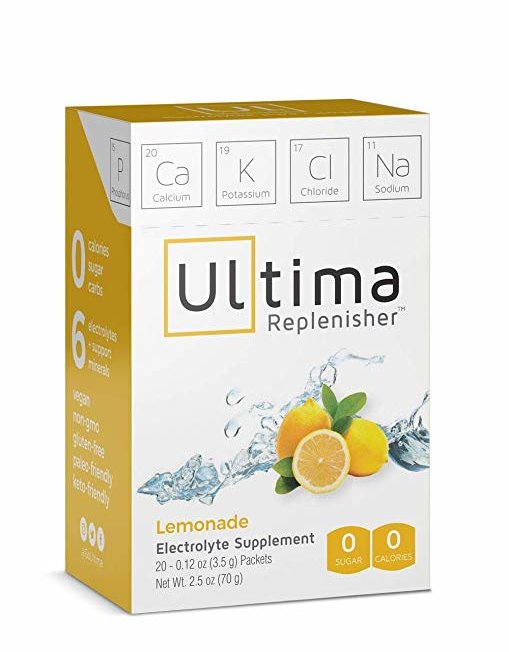 15
P
Phosphorus
20
Ca
Calcium
19
K
Potassium
17
Cl
Chloride
11
Na
Sodium
Ultima
Replenisher™
0 calories
sugar
carbs
6 electrolytes
+ support
minerals
vegan
non-gmo
gluten-free
paleo-friendly
keto-friendly
Lemonade
Electrolyte Supplement
20 - 0.12 oz (3.5 g) Packets
Net Wt. 2.5 oz (70 g)
0
SUGAR
0
CALORIES